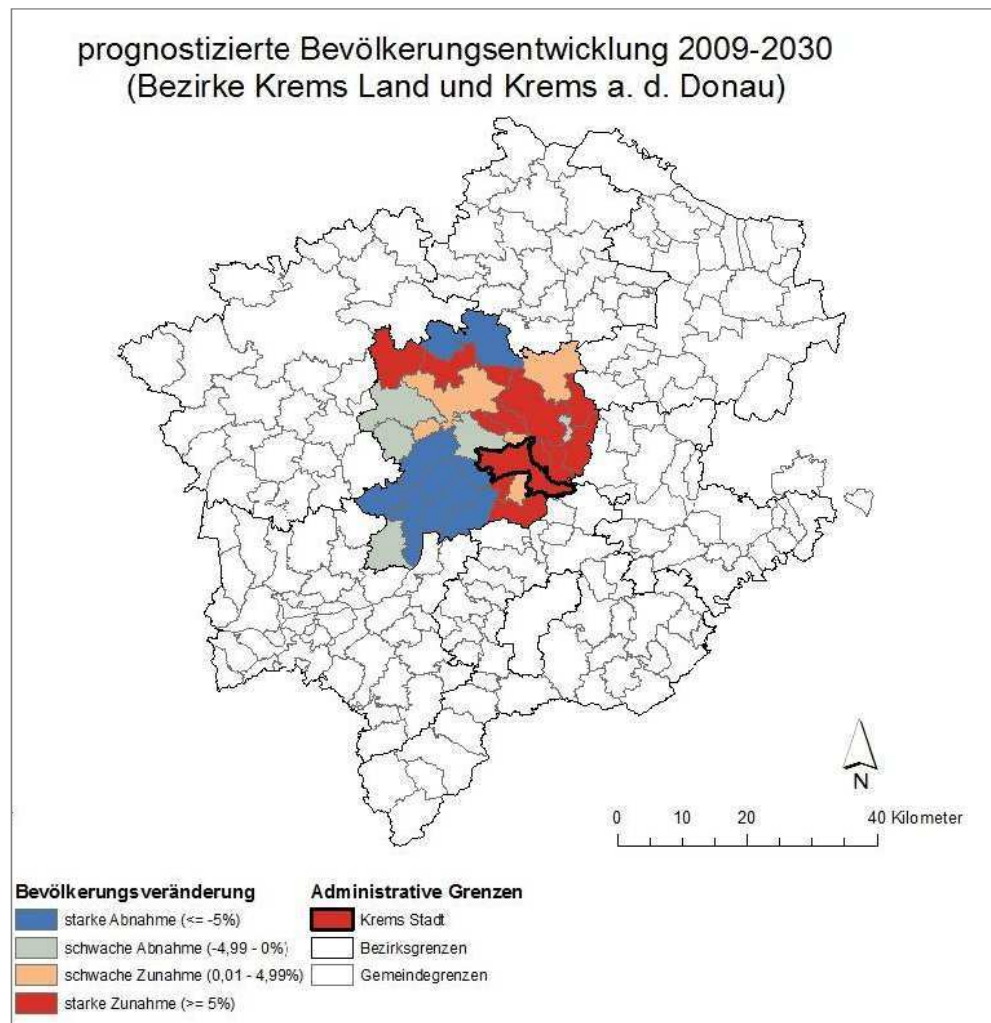 prognostizierte Bevölkerungsentwicklung 2009-2030
(Bezirke Krems Land und Krems a. d. Donau)
N
0 10 20 40 Kilometer
Bevölkerungsveränderung
starke Abnahme (<= -5%)
schwache Abnahme (-4,99 - 0%)
schwache Zunahme (0,01 - 4,99%)
starke Zunahme (>= 5%)
Administrative Grenzen
Krems Stadt
Bezirksgrenzen
Gemeindegrenzen